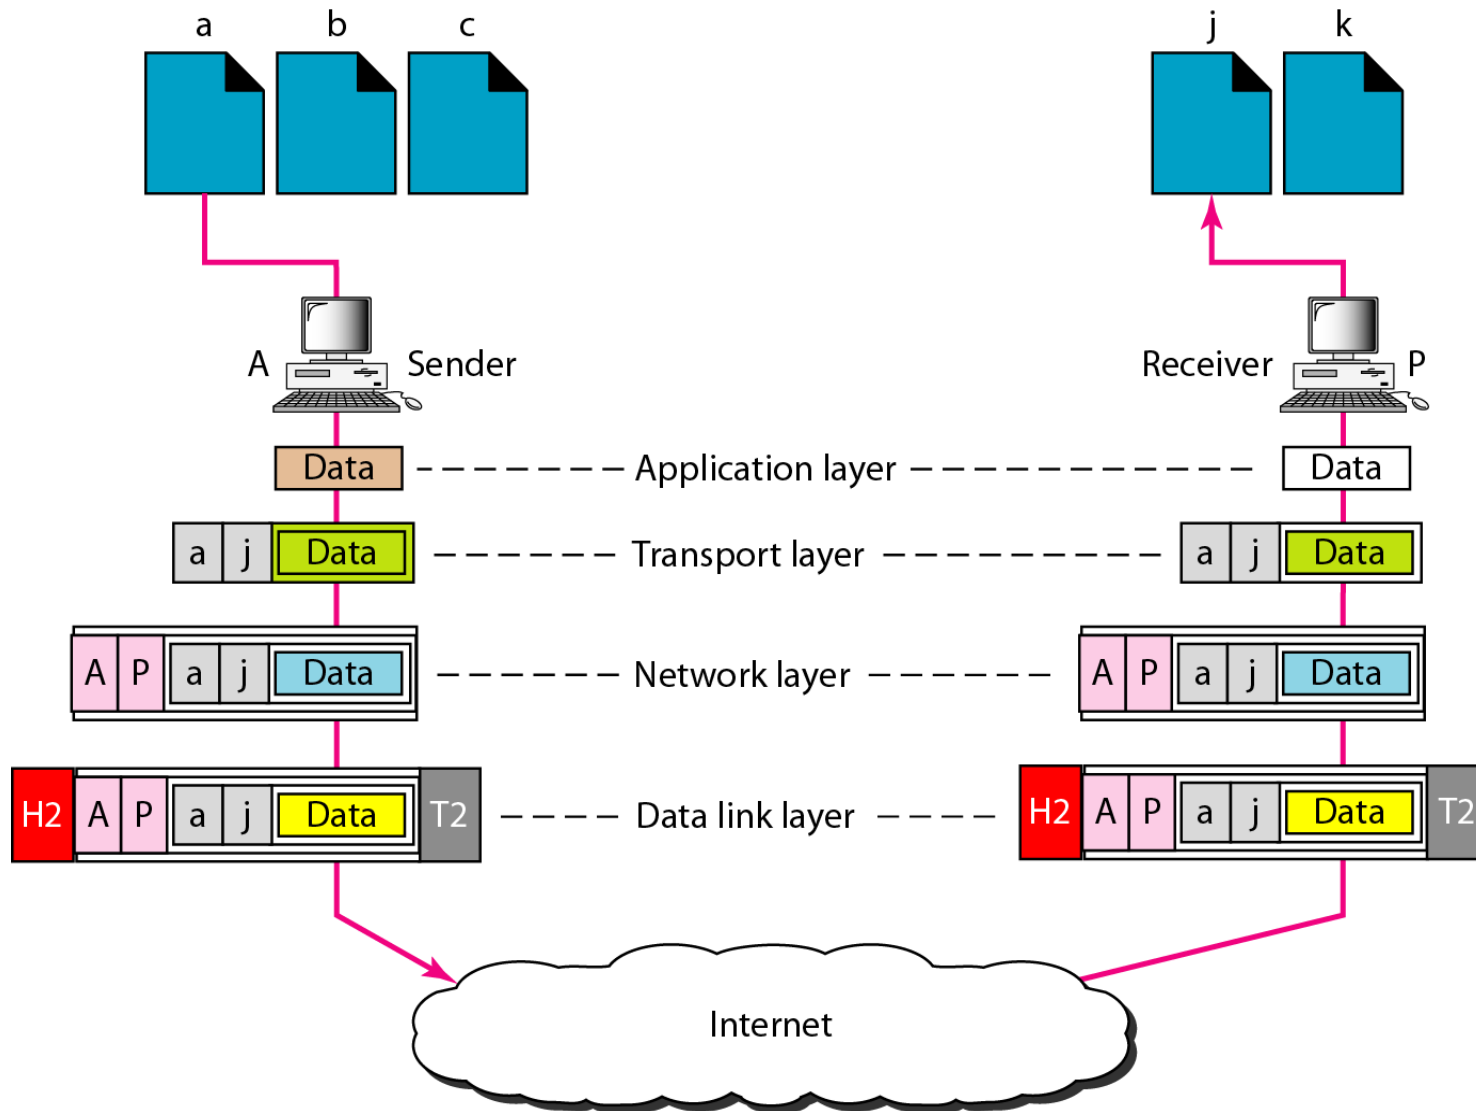 a b c j k
A Sender Receiver P
Data Application layer Data
a j Data Transport layer a j Data
A P a j Data Network layer A P a j Data
H2 A P a j Data T2 Data link layer H2 A P a j Data T2
Internet